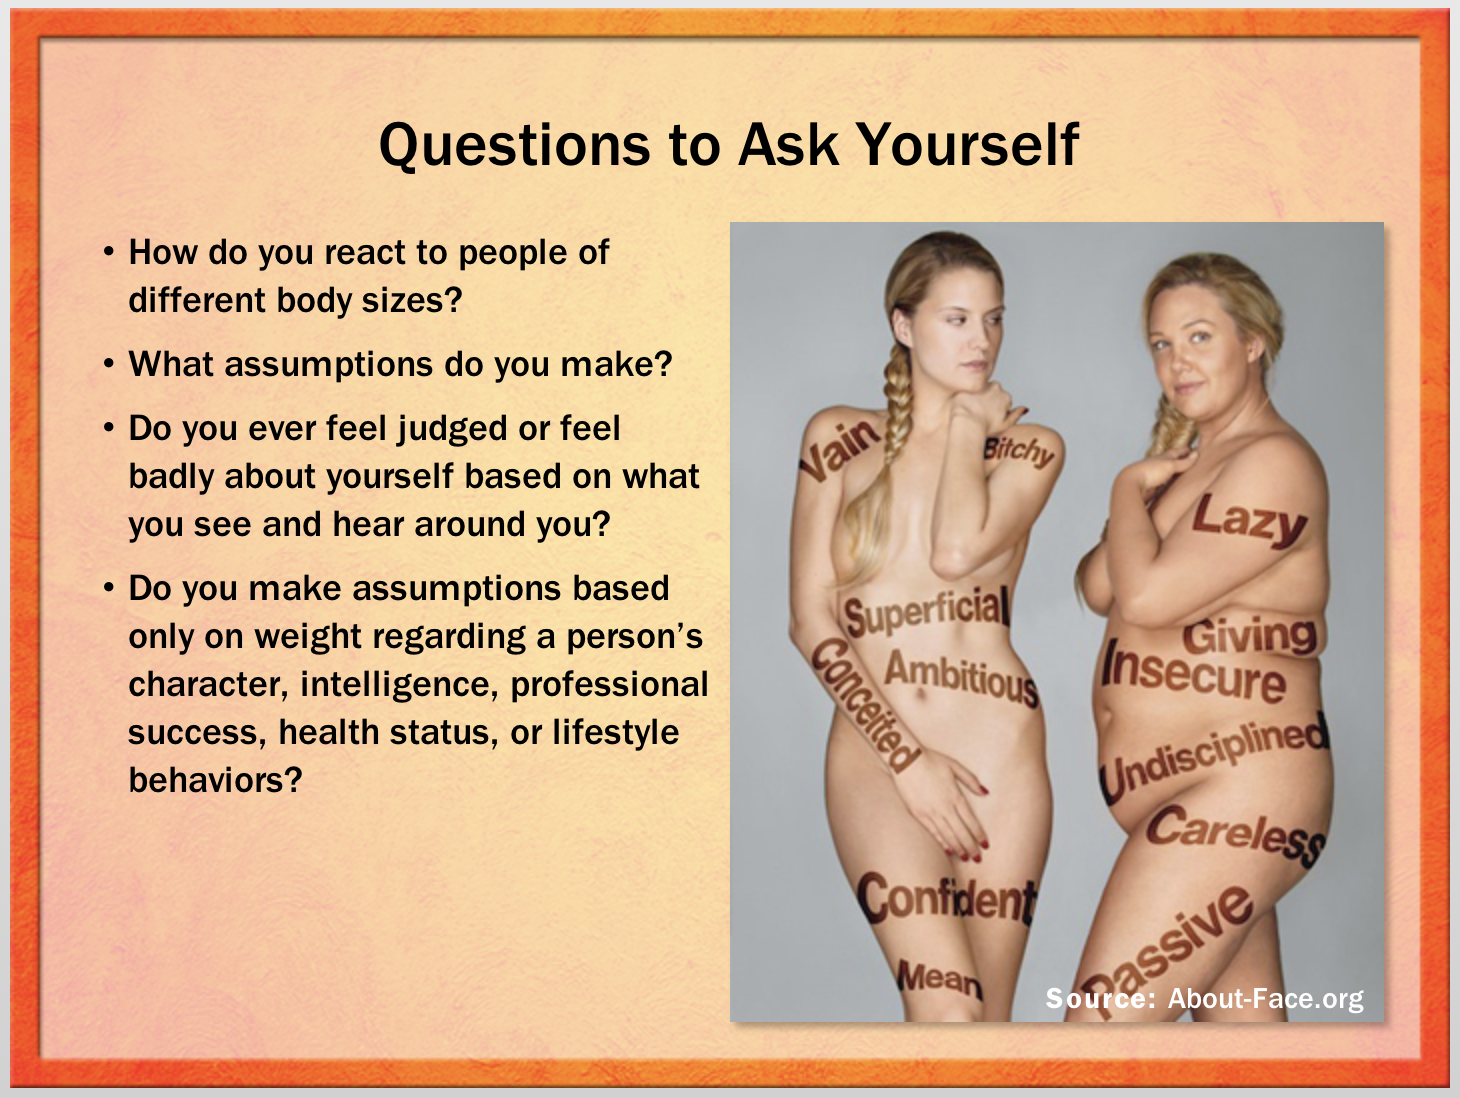 Questions to Ask Yourself
• How do you react to people of
different body sizes?
• What assumptions do you make?
• Do you ever feel judged or feel
badly about yourself based on what
you see and hear around you?
• Do you make assumptions based
only on weight regarding a person’s
character, intelligence, professional
success, health status, or lifestyle
behaviors?
Vain
Bitchy
Superficial
Conceited
Ambitious
Confident
Mean
Lazy
Giving
Insecure
Undisciplined
Careless
Passive
Source: About-Face.org